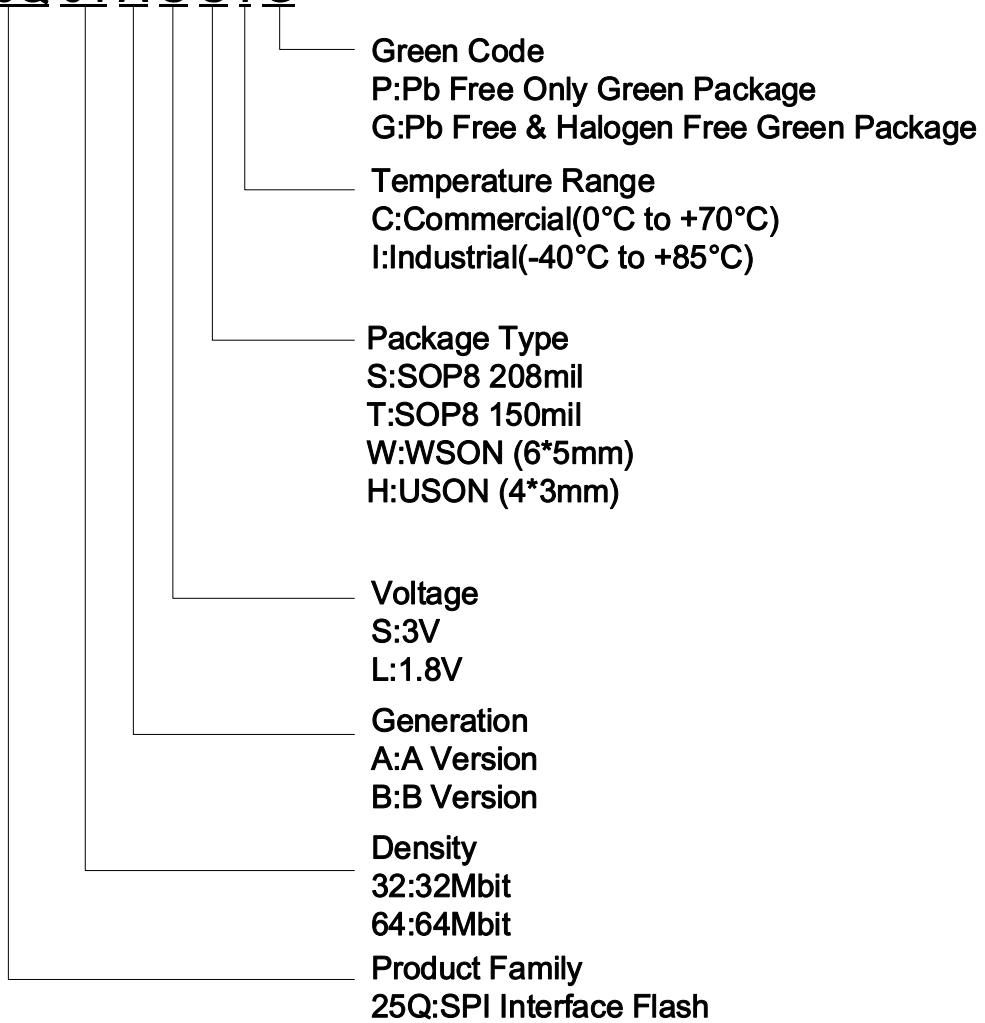 Green Code
P:Pb Free Only Green Package
G:Pb Free & Halogen Free Green Package
Temperature Range
C:Commercial(0°C to +70°C)
I:Industrial(-40°C to +85°C)
Package Type
S:SOP8 208mil
T:SOP8 150mil
W:WSON (6*5mm)
H:USON (4*3mm)
Voltage
S:3V
L:1.8V
Generation
A:A Version
B:B Version
Density
32:32Mbit
64:64Mbit
Product Family
25Q:SPI Interface Flash